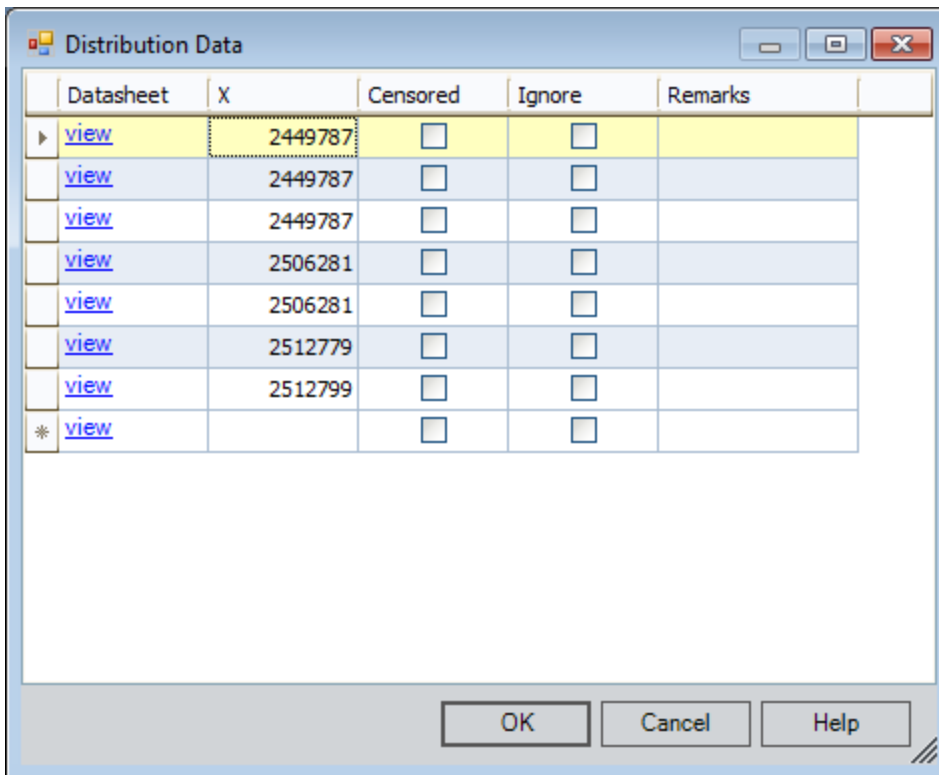 Distribution Data
Datasheet X Censored Ignore Remarks
view 2449787
view 2449787
view 2449787
view 2506281
view 2506281
view 2512779
view 2512799
* view
OK Cancel Help